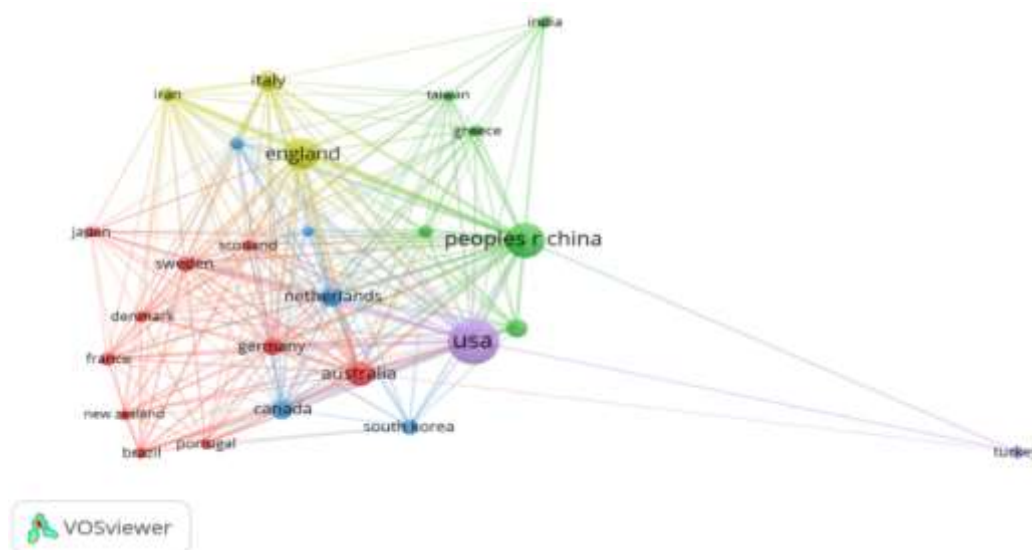 india
italy
iran
taiwan
greece
england
japan
scotland
peoples r china
sweden
netherlands
denmark
usa
germany
france
australia
new zealand
canada
south korea
portugal
brazil
turkey
VOSviewer